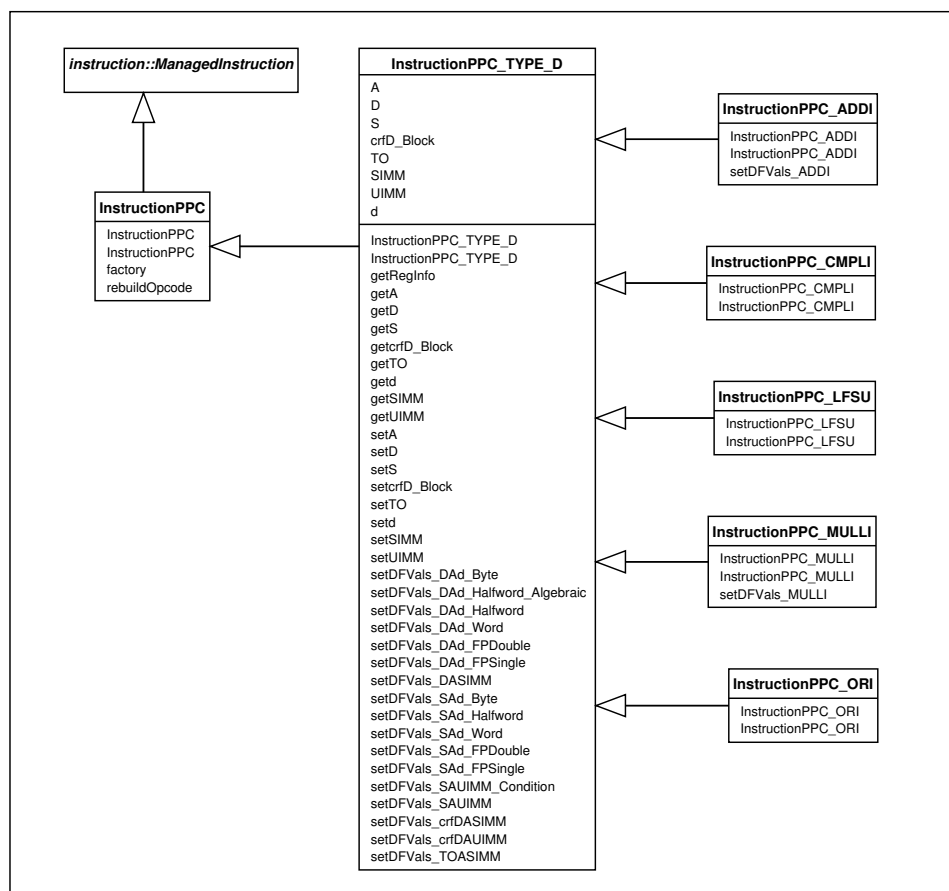 instruction::ManagedInstruction
InstructionPPC
InstructionPPC
InstructionPPC
factory
rebuildOpcode
InstructionPPC_TYPE_D
A
D
S
crfD_Block
TO
SIMM
UIMM
d
InstructionPPC_TYPE_D
InstructionPPC_TYPE_D
getRegInfo
getA
getD
getS
getcrfD_Block
getTO
getd
getSIMM
getUIMM
setA
setD
setS
setcrfD_Block
setTO
setd
setSIMM
setUIMM
setDFVals_DAd_Byte
setDFVals_DAd_Halfword_Algebraic
setDFVals_DAd_Halfword
setDFVals_DAd_Word
setDFVals_DAd_FPDouble
setDFVals_DAd_FPSingle
setDFVals_DASIMM
setDFVals_SAd_Byte
setDFVals_SAd_Halfword
setDFVals_SAd_Word
setDFVals_SAd_FPDouble
setDFVals_SAd_FPSingle
setDFVals_SAUIMM_Condition
setDFVals_SAUIMM
setDFVals_crfDASIMM
setDFVals_crfDAUIMM
setDFVals_TOASIMM
InstructionPPC_ADDI
InstructionPPC_ADDI
InstructionPPC_ADDI
setDFVals_ADDI
InstructionPPC_CMPLI
InstructionPPC_CMPLI
InstructionPPC_CMPLI
InstructionPPC_LFSU
InstructionPPC_LFSU
InstructionPPC_LFSU
InstructionPPC_MULLI
InstructionPPC_MULLI
InstructionPPC_MULLI
setDFVals_MULLI
InstructionPPC_ORI
InstructionPPC_ORI
InstructionPPC_ORI